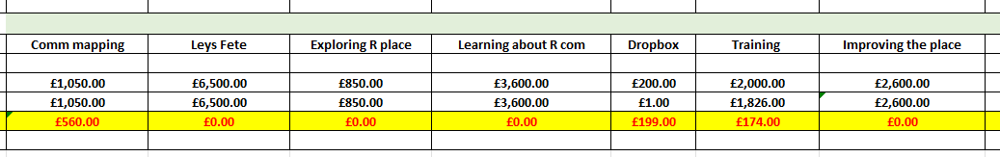 Comm mapping Leys Fete Exploring R place Learning about R com Dropbox Training Improving the place
£1,050.00 £6,500.00 £850.00 £3,600.00 £200.00 £2,000.00 £2,600.00
£1,050.00 £6,500.00 £850.00 £3,600.00 £1.00 £1,826.00 £2,600.00
£560.00 £0.00 £0.00 £0.00 £199.00 £174.00 £0.00